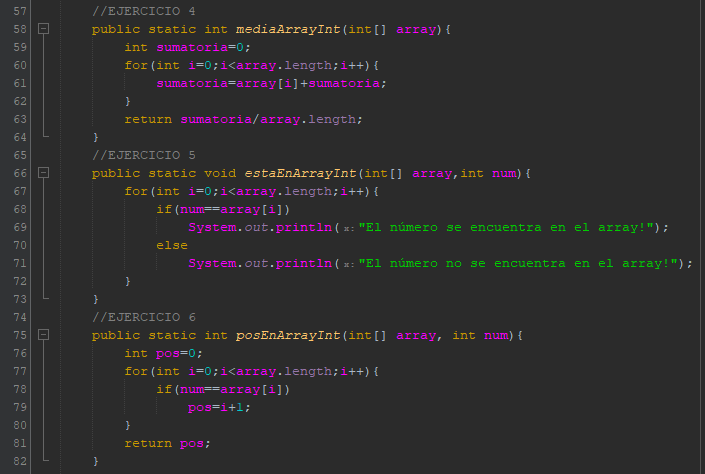 57 //EJERCICIO 4
58 public static int mediaArrayInt(int[] array){
59 int sumatoria=0;
60 for(int i=0;i<array.length;i++){
61 sumatoria=array[i]+sumatoria;
62 }
63 return sumatoria/array.length;
64 }
65 //EJERCICIO 5
66 public static void estaEnArrayInt(int[] array,int num){
67 for(int i=0;i<array.length;i++){
68 if(num==array[i])
69 System.out.println(x:"El número se encuentra en el array!");
70 else
71 System.out.println(x:"El número no se encuentra en el array!");
72 }
73 }
74 //EJERCICIO 6
75 public static int posEnArrayInt(int[] array, int num){
76 int pos=0;
77 for(int i=0;i<array.length;i++){
78 if(num==array[i])
79 pos=i+1;
80 }
81 return pos;
82 }